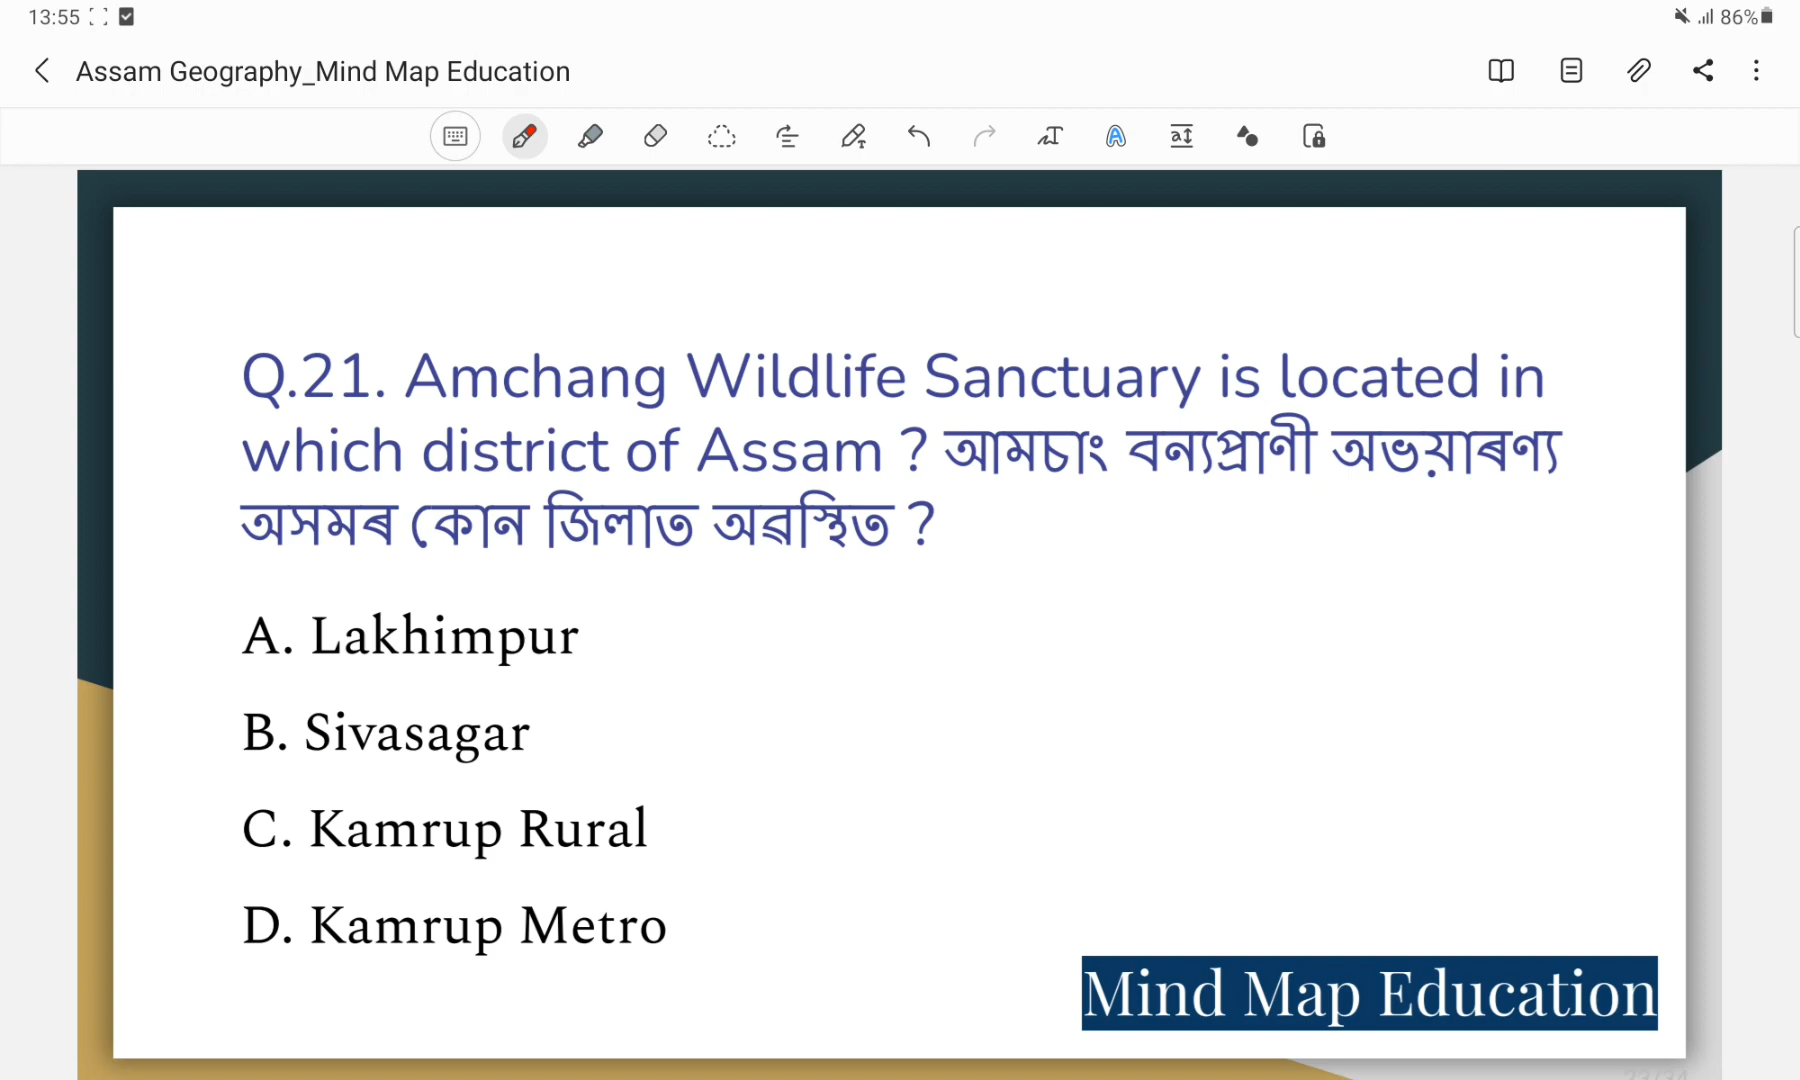 13:55
86%
Assam Geography_Mind Map Education
Q.21. Amchang Wildlife Sanctuary is located in
which district of Assam ? আমচাং বন্যপ্ৰাণী অভয়াৰণ্য
অসমৰ কোন জিলাত অৱস্থিত ?
A. Lakhimpur
B. Sivasagar
C. Kamrup Rural
D. Kamrup Metro
Mind Map Education